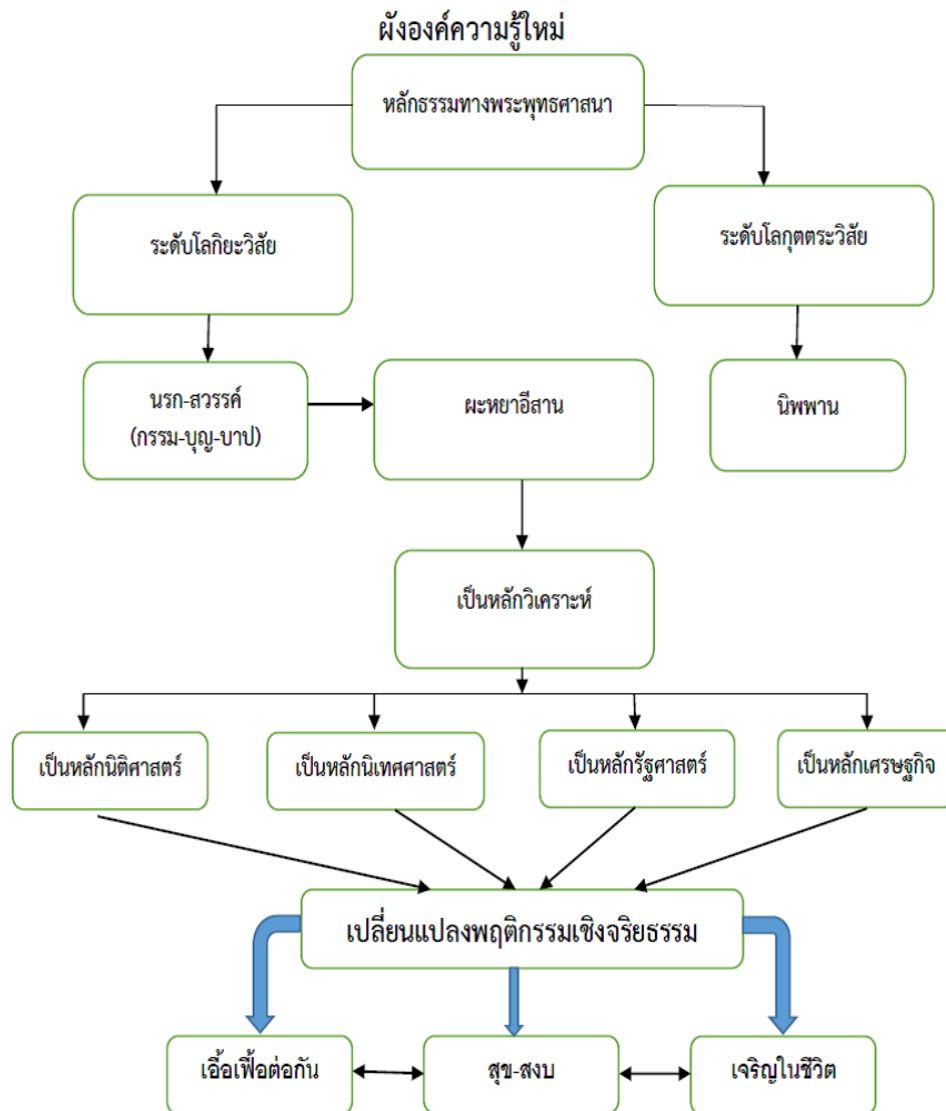 ผังองค์ความรู้ใหม่
หลักธรรมทางพระพุทธศาสนา
ระดับโลกิยะวิสัย
ระดับโลกุตตระวิสัย
นรก-สวรรค์
(กรรม-บุญ-บาป)
ผะหยาอีสาน
นิพพาน
เป็นหลักวิเคราะห์
เป็นหลักนิติศาสตร์
เป็นหลักนิเทศศาสตร์
เป็นหลักรัฐศาสตร์
เป็นหลักเศรษฐกิจ
เปลี่ยนแปลงพฤติกรรมเชิงจริยธรรม
เอื้อเฟื้อต่อกัน
สุข-สงบ
เจริญในชีวิต